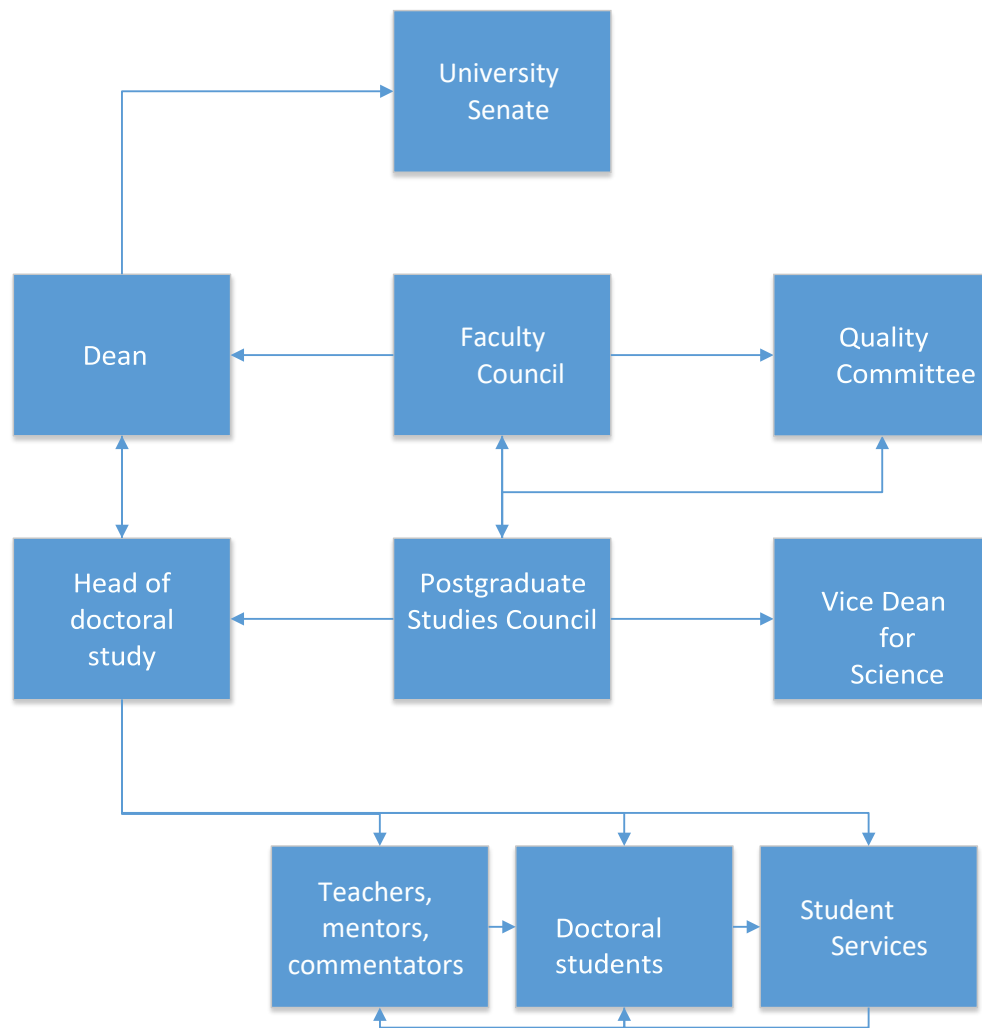 University
Senate
Dean
Faculty
Council
Quality
Committee
Head of
doctoral
study
Postgraduate
Studies Council
Vice Dean
for
Science
Teachers,
mentors,
commentators
Doctoral
students
Student
Services